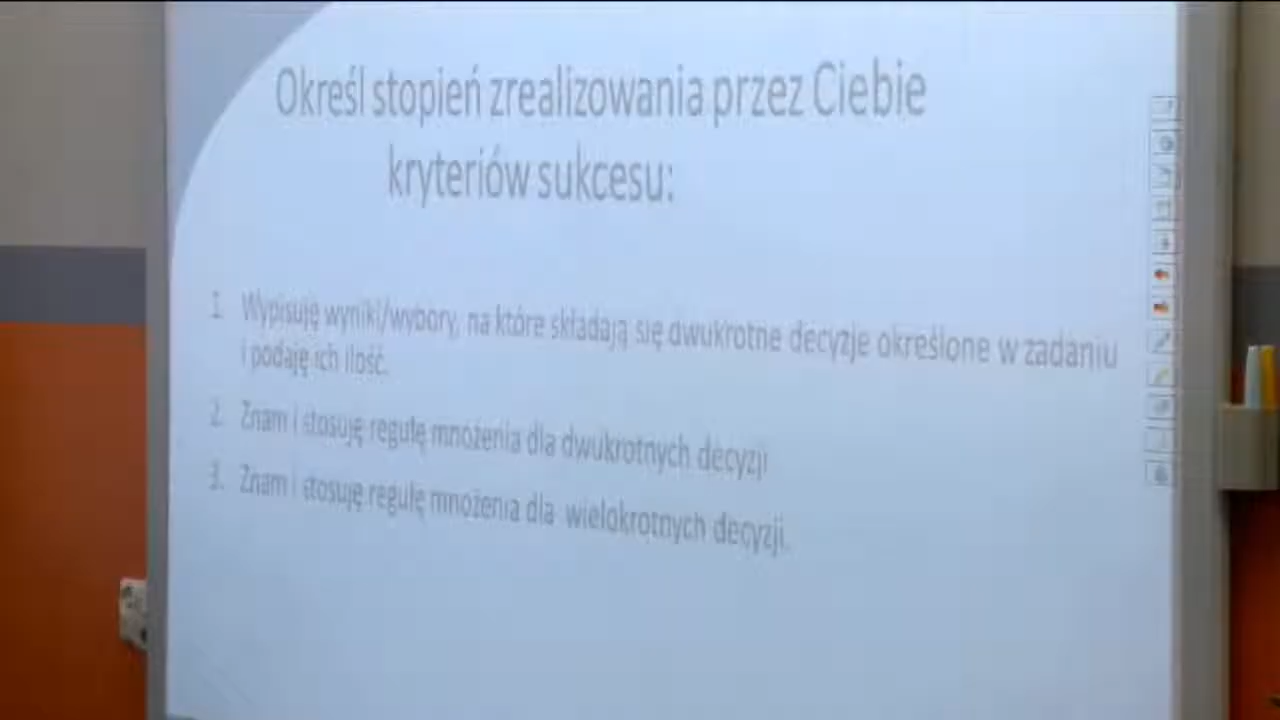 Określ stopień zrealizowania przez Ciebie
kryteriów sukcesu:
1. Wypisuję wyniki/wybory, na które składają się dwukrotne decyzje określone w zadaniu
i podaję ich ilość.
2. Znam i stosuję regułę mnożenia dla dwukrotnych decyzji
3. Znam i stosuję regułę mnożenia dla wielokrotnych decyzji.